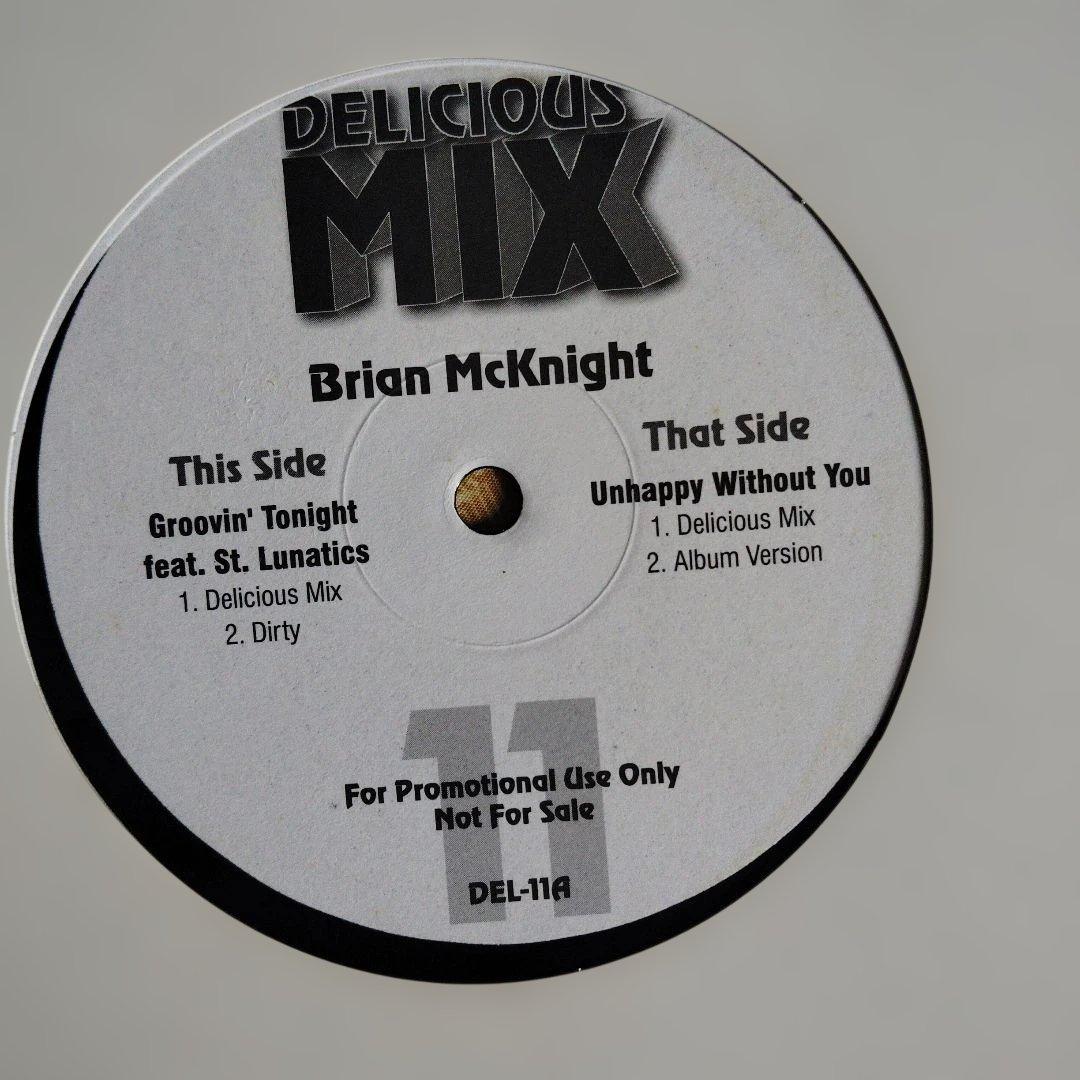 DELICIOUS
MIX
Brian McKnight
This Side
Groovin' Tonight
feat. St. Lunatics
1. Delicious Mix
2. Dirty
That Side
Unhappy Without You
1. Delicious Mix
2. Album Version
11
For Promotional Use Only
Not For Sale
DEL-11A